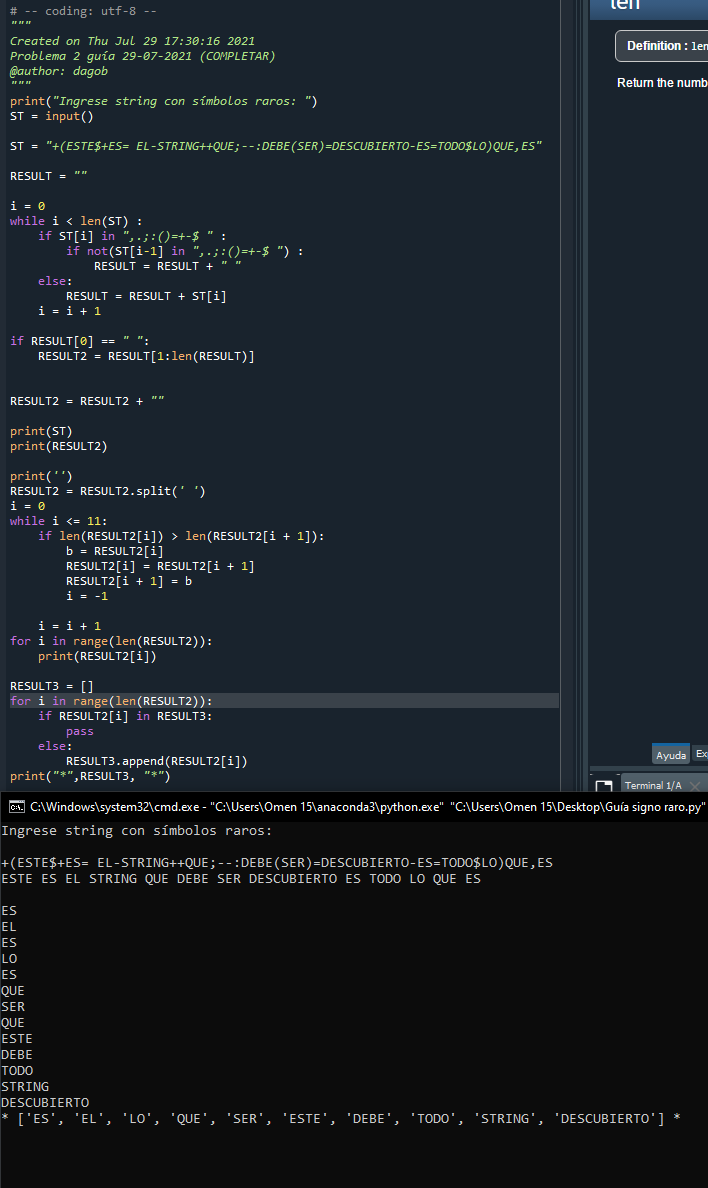 # -- coding: utf-8 --
"""
Created on Thu Jul 29 17:30:16 2021
Problema 2 guía 29-07-2021 (COMPLETAR)
@author: dagob
"""
print("Ingrese string con símbolos raros: ")
ST = input()
ST = "+(ESTE$+ES= EL-STRING++QUE;--:DEBE(SER)=DESCUBIERTO-ES=TODO$LO)QUE,ES"
RESULT = ""
i = 0
while i < len(ST) :
    if ST[i] in ",.;:()=+-$ " :
        if not(ST[i-1] in ",.;:()=+-$ ") :
            RESULT = RESULT + " "
    else:
        RESULT = RESULT + ST[i]
    i = i + 1
if RESULT[0] == " ":
    RESULT2 = RESULT[1:len(RESULT)]
RESULT2 = RESULT2 + ""
print(ST)
print(RESULT2)
print('')
RESULT2 = RESULT2.split(' ')
i = 0
while i <= 11:
    if len(RESULT2[i]) > len(RESULT2[i + 1]):
        b = RESULT2[i]
        RESULT2[i] = RESULT2[i + 1]
        RESULT2[i + 1] = b
        i = -1
    i = i + 1
for i in range(len(RESULT2)):
    print(RESULT2[i])
RESULT3 = []
for i in range(len(RESULT2)):
    if RESULT2[i] in RESULT3:
        pass
    else:
        RESULT3.append(RESULT2[i])
print("*",RESULT3, "*")
len
Definition : len
Return the numb
Ayuda
Terminal 1/A
C:\Windows\system32\cmd.exe - "C:\Users\Omen 15\anaconda3\python.exe" "C:\Users\Omen 15\Desktop\Guía signo raro.py"
Ingrese string con símbolos raros:
+(ESTE$+ES= EL-STRING++QUE;--:DEBE(SER)=DESCUBIERTO-ES=TODO$LO)QUE,ES
ESTE ES EL STRING QUE DEBE SER DESCUBIERTO ES TODO LO QUE ES
ES
EL
ES
LO
ES
QUE
SER
QUE
ESTE
DEBE
TODO
STRING
DESCUBIERTO
* ['ES', 'EL', 'LO', 'QUE', 'SER', 'ESTE', 'DEBE', 'TODO', 'STRING', 'DESCUBIERTO'] *